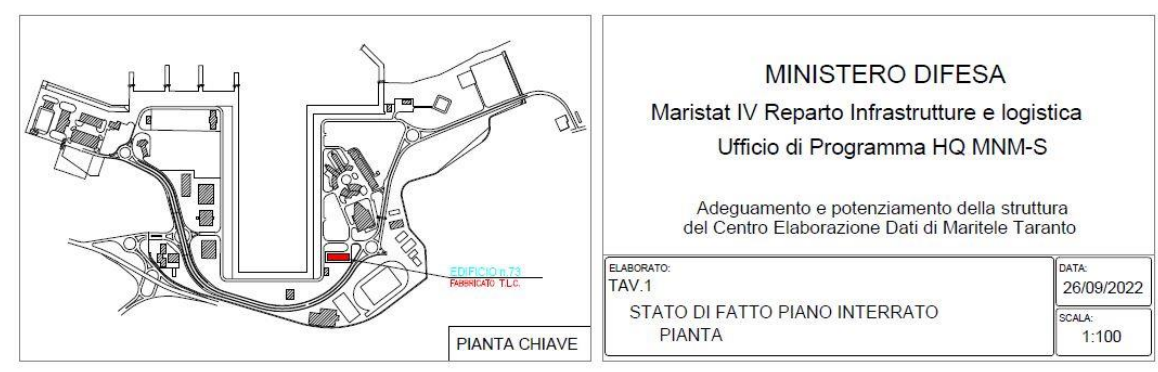 EDIFICIO n.73
FABBRICATO T.L.C.
PIANTA CHIAVE
MINISTERO DIFESA
Maristat IV Reparto Infrastrutture e logistica
Ufficio di Programma HQ MNM-S
Adeguamento e potenziamento della struttura
del Centro Elaborazione Dati di Maritele Taranto
ELABORATO:
TAV.1
STATO DI FATTO PIANO INTERRATO
PIANTA
DATA:
26/09/2022
SCALA:
1:100